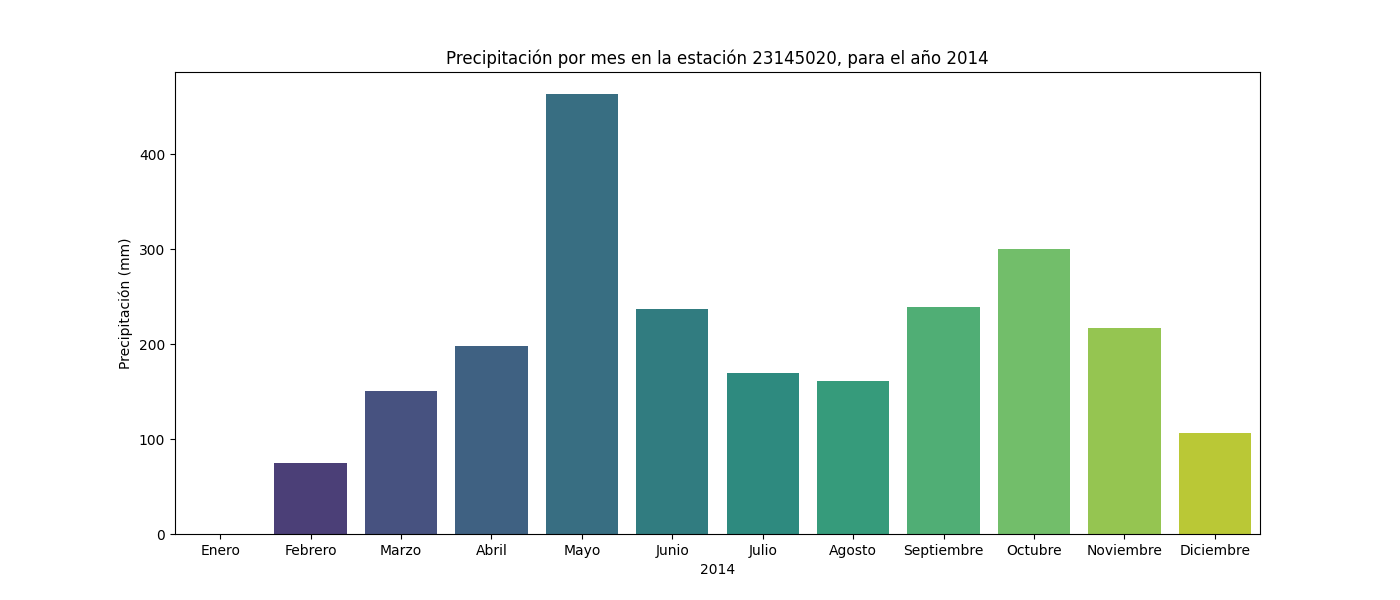 Precipitación por mes en la estación 23145020, para el año 2014
Precipitación (mm)
400
300
200
100
0
Enero Febrero Marzo Abril Mayo Junio Julio Agosto Septiembre Octubre Noviembre Diciembre
2014